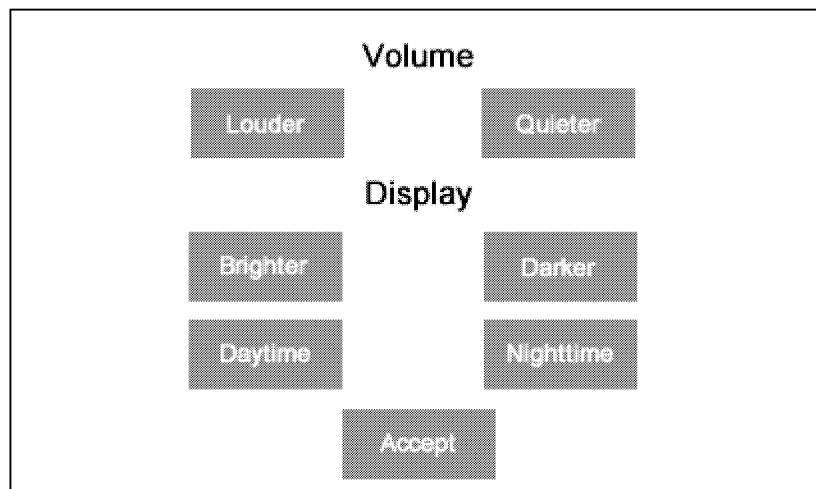 Volume
Louder Quieter
Display
Brighter Darker
Daytime Nighttime
Accept